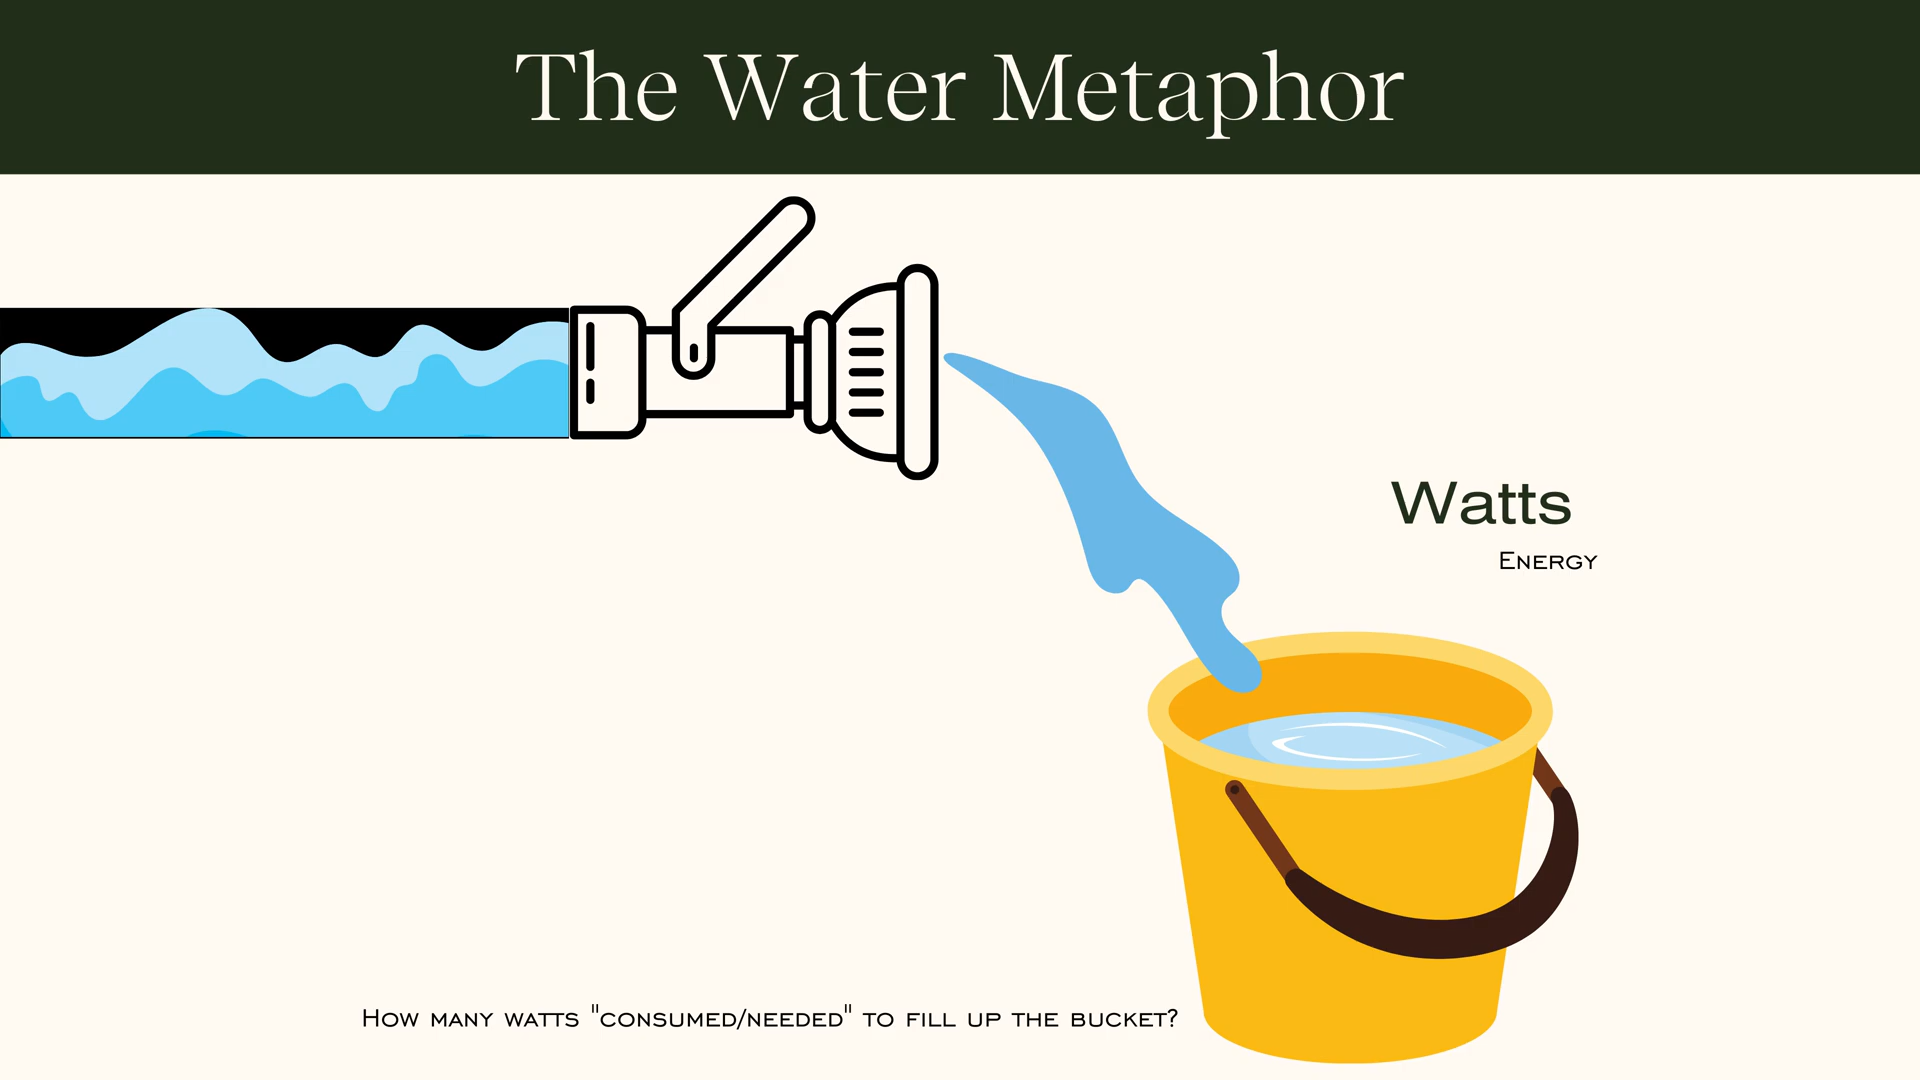 The Water Metaphor
Watts
Energy
How many watts "consumed/needed" to fill up the bucket?